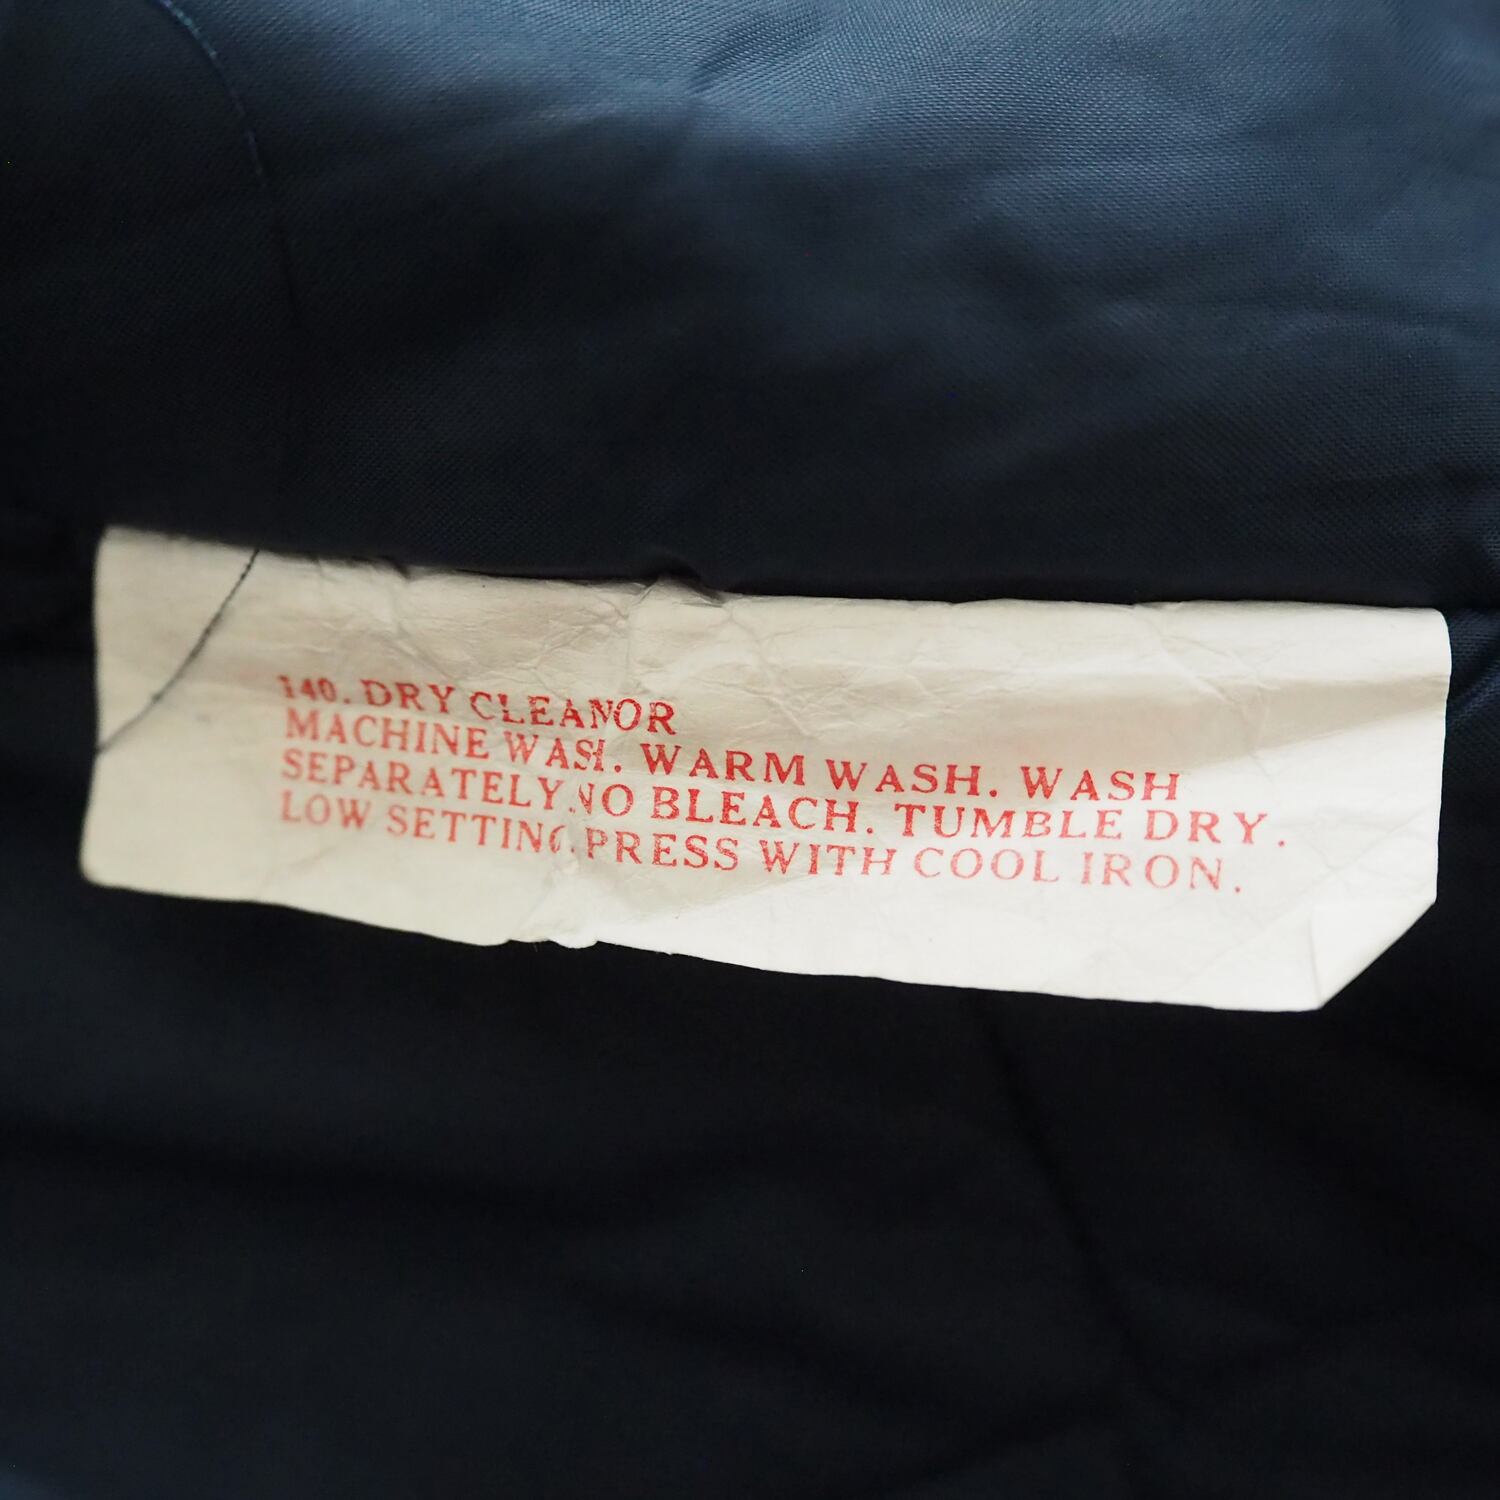 140. DRY CLEANOR
MACHINE WASH. WARM WASH. WASH
SEPARATELY. NO BLEACH. TUMBLE DRY.
LOW SETTING. PRESS WITH COOL IRON.